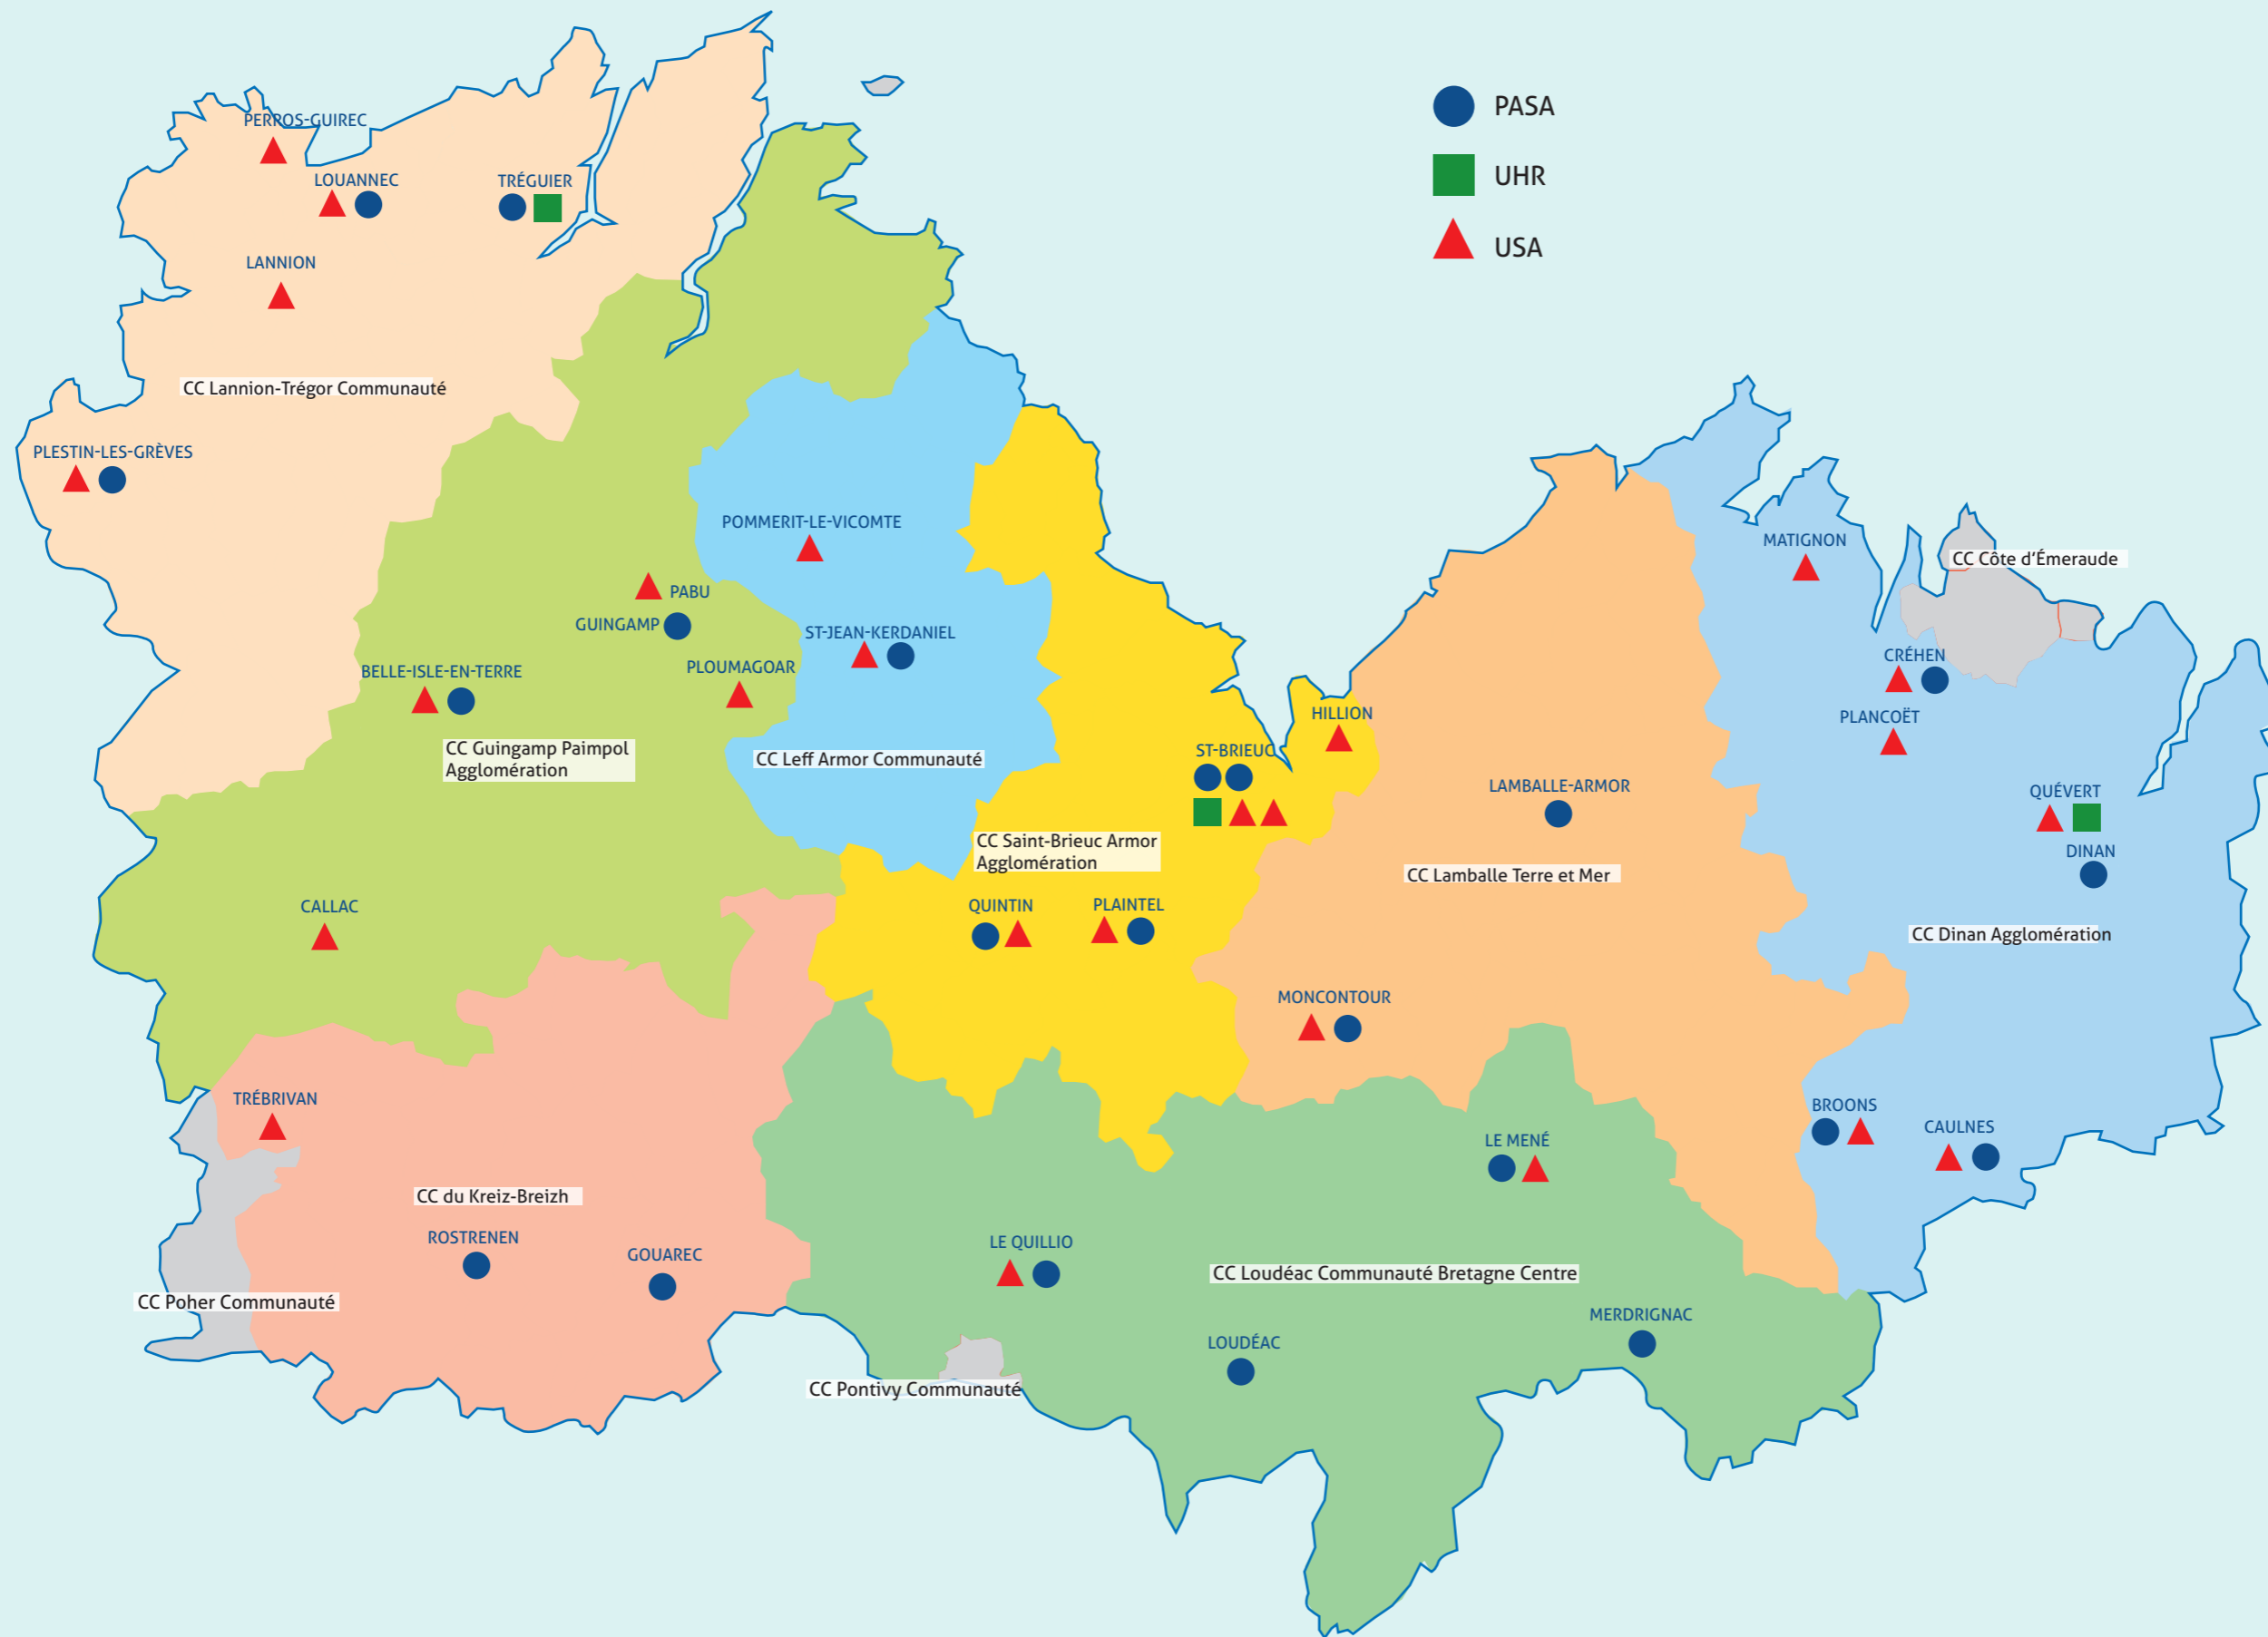 PASA
UHR
USA
PERROS-GUIREC
LOUANNEC
TRÉGUIER
LANNION
CC Lannion-Trégor Communauté
PLESTIN-LES-GRÈVES
POMMERIT-LE-VICOMTE
PABU
GUINGAMP
ST-JEAN-KERDANIEL
PLOUMAGOAR
BELLE-ISLE-EN-TERRE
CC Guingamp Paimpol
Agglomération
CC Leff Armor Communauté
MATIGNON
CC Côte d'Émeraude
CRÉHEN
PLANCOËT
HILLION
ST-BRIEUC
LAMBALLE-ARMOR
QUÉVERT
DINAN
CC Saint-Brieuc Armor
Agglomération
CC Lamballe Terre et Mer
CALLAC
QUINTIN
PLAINTEL
CC Dinan Agglomération
MONCONTOUR
TRÉBRIVAN
BROONS
CAULNES
LE MENÉ
CC du Kreiz-Breizh
ROSTRENEN
GOUAREC
LE QUILLIO
CC Loudéac Communauté Bretagne Centre
CC Poher Communauté
MERDRIGNAC
LOUDÉAC
CC Pontivy Communauté